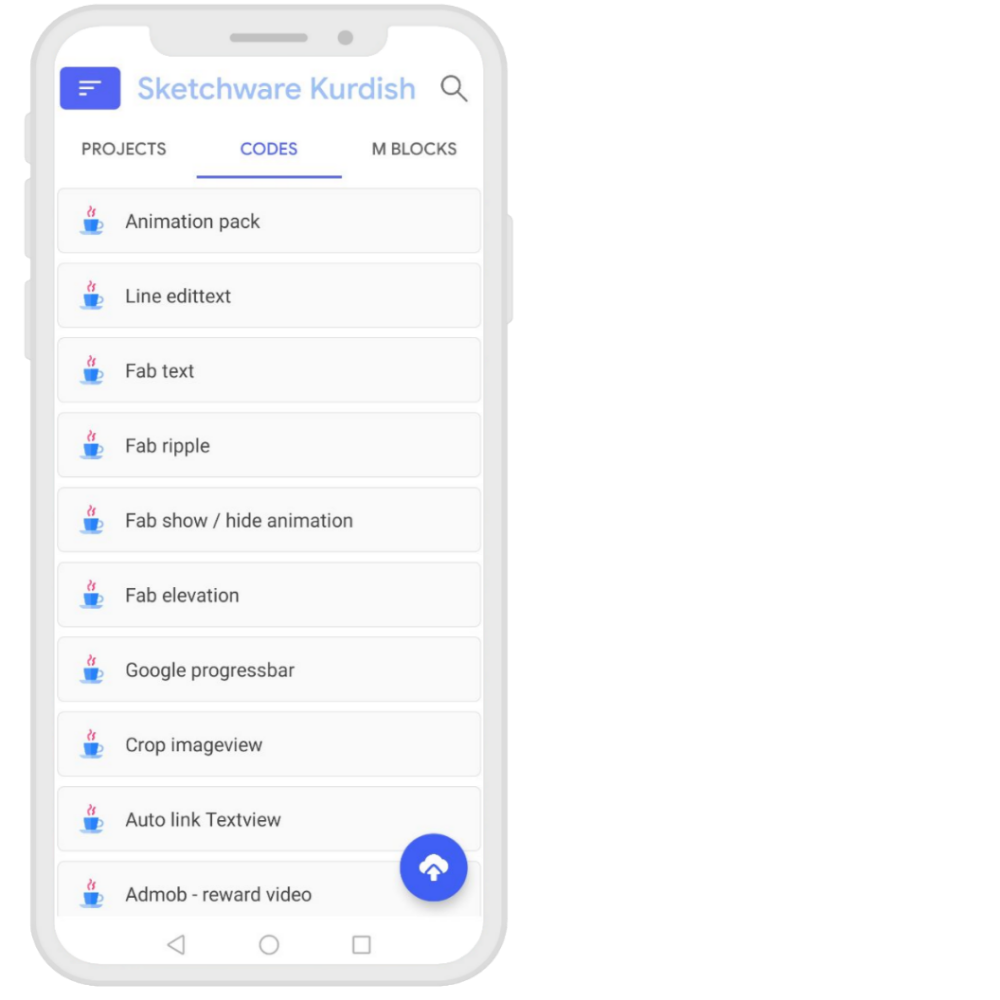 Sketchware Kurdish
PROJECTS CODES M BLOCKS
Animation pack
Line edittext
Fab text
Fab ripple
Fab show / hide animation
Fab elevation
Google progressbar
Crop imageview
Auto link Textview
Admob - reward video